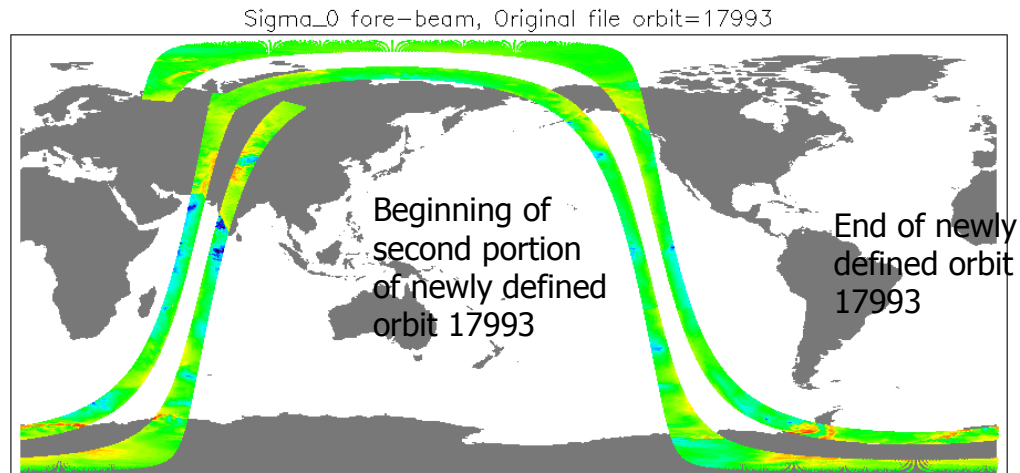 Sigma_0 fore-beam, Original file orbit=17993
Beginning of
second portion
of newly defined
orbit 17993
End of newly
defined orbit
17993